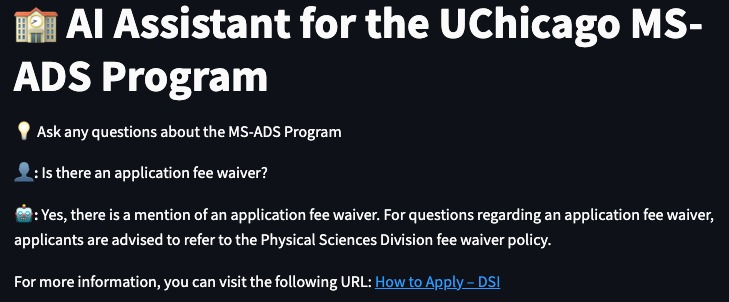 🏫 AI Assistant for the UChicago MS-
ADS Program
💡 Ask any questions about the MS-ADS Program
👤: Is there an application fee waiver?
🤖: Yes, there is a mention of an application fee waiver. For questions regarding an application fee waiver,
applicants are advised to refer to the Physical Sciences Division fee waiver policy.
For more information, you can visit the following URL: How to Apply – DSI